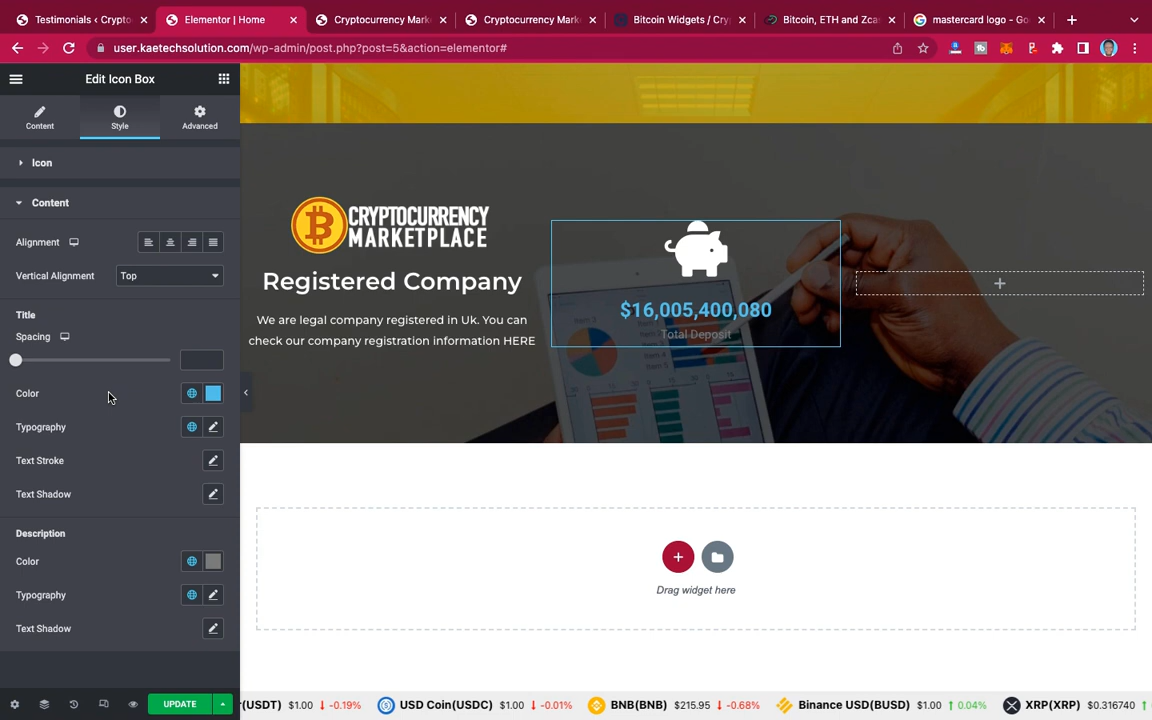 Testimonials ‹ Crypto
Elementor | Home
Cryptocurrency Mark
Cryptocurrency Mark
Bitcoin Widgets / Cry
Bitcoin, ETH and Zca
mastercard logo - Go
user.kaetechsolution.com/wp-admin/post.php?post=5&action=elementor#
Edit Icon Box
Content
Style
Advanced
Icon
Content
Alignment
Vertical Alignment
Top
Title
Spacing
Color
Typography
Text Stroke
Text Shadow
Description
Color
Typography
Text Shadow
UPDATE
CRYPTOCURRENCY
MARKETPLACE
Registered Company
We are legal company registered in Uk. You can
check our company registration information HERE
$16,005,400,080
Total Deposit
Drag widget here
(USDT) $1.00 ↓ -0.19% USD Coin(USDC) $1.00 ↓ -0.01% BNB(BNB) $215.95 ↓ -0.68% Binance USD(BUSD) $1.00 ↑ 0.04% XRP(XRP) $0.316740 ↑